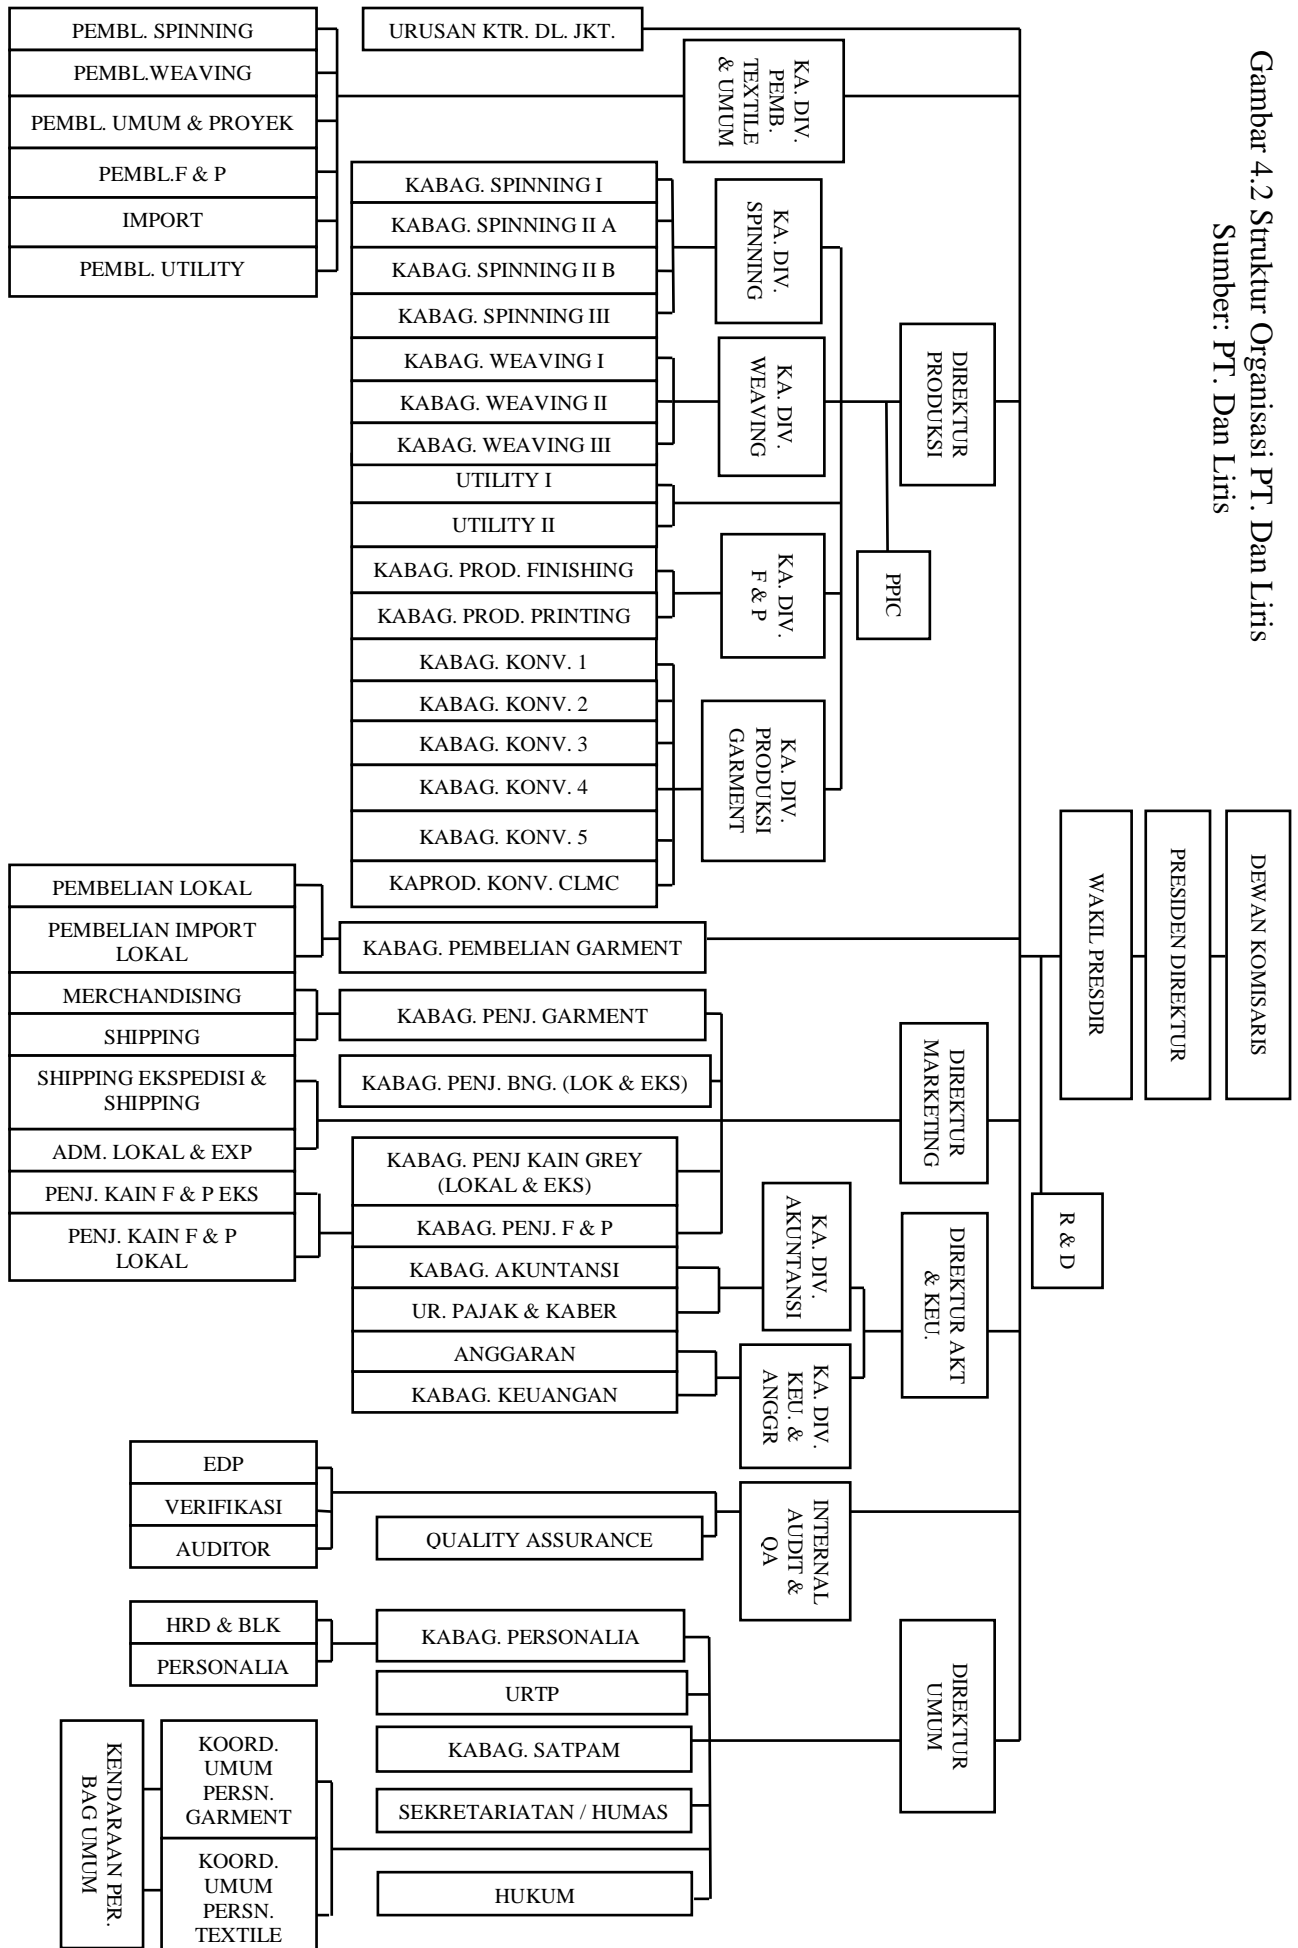 Gambar 4.2 Struktur Organisasi PT. Dan Liris
Sumber: PT. Dan Liris
DEWAN KOMISARIS
PRESIDEN DIREKTUR
WAKIL PRESDIR
R & D
URUSAN KTR. DL. JKT.
KA. DIV.
PEMB.
TEXTILE
& UMUM
PEMBL. SPINNING
PEMBL.WEAVING
PEMBL. UMUM & PROYEK
PEMBL.F & P
IMPORT
PEMBL. UTILITY
DIREKTUR
PRODUKSI
PPIC
KA. DIV.
SPINNING
KABAG. SPINNING I
KABAG. SPINNING II A
KABAG. SPINNING II B
KABAG. SPINNING III
KA. DIV.
WEAVING
KABAG. WEAVING I
KABAG. WEAVING II
KABAG. WEAVING III
UTILITY I
UTILITY II
KA. DIV.
F & P
KABAG. PROD. FINISHING
KABAG. PROD. PRINTING
KA. DIV.
PRODUKSI
GARMENT
KABAG. KONV. 1
KABAG. KONV. 2
KABAG. KONV. 3
KABAG. KONV. 4
KABAG. KONV. 5
KAPROD. KONV. CLMC
KABAG. PEMBELIAN GARMENT
PEMBELIAN LOKAL
PEMBELIAN IMPORT
LOKAL
DIREKTUR
MARKETING
KABAG. PENJ. GARMENT
MERCHANDISING
SHIPPING
KABAG. PENJ. BNG. (LOK & EKS)
SHIPPING EKSPEDISI &
SHIPPING
ADM. LOKAL & EXP
KABAG. PENJ KAIN GREY
(LOKAL & EKS)
KABAG. PENJ. F & P
PENJ. KAIN F & P EKS
PENJ. KAIN F & P
LOKAL
DIREKTUR AKT
& KEU.
KA. DIV.
AKUNTANSI
KABAG. AKUNTANSI
UR. PAJAK & KABER
KA. DIV.
KEU. &
ANGGR
ANGGARAN
KABAG. KEUANGAN
INTERNAL
AUDIT &
QA
EDP
VERIFIKASI
AUDITOR
QUALITY ASSURANCE
DIREKTUR
UMUM
KABAG. PERSONALIA
HRD & BLK
PERSONALIA
URTP
KABAG. SATPAM
SEKRETARIATAN / HUMAS
HUKUM
KOORD.
UMUM
PERSN.
GARMENT
KOORD.
UMUM
PERSN.
TEXTILE
KENDARAAN PER.
BAG UMUM